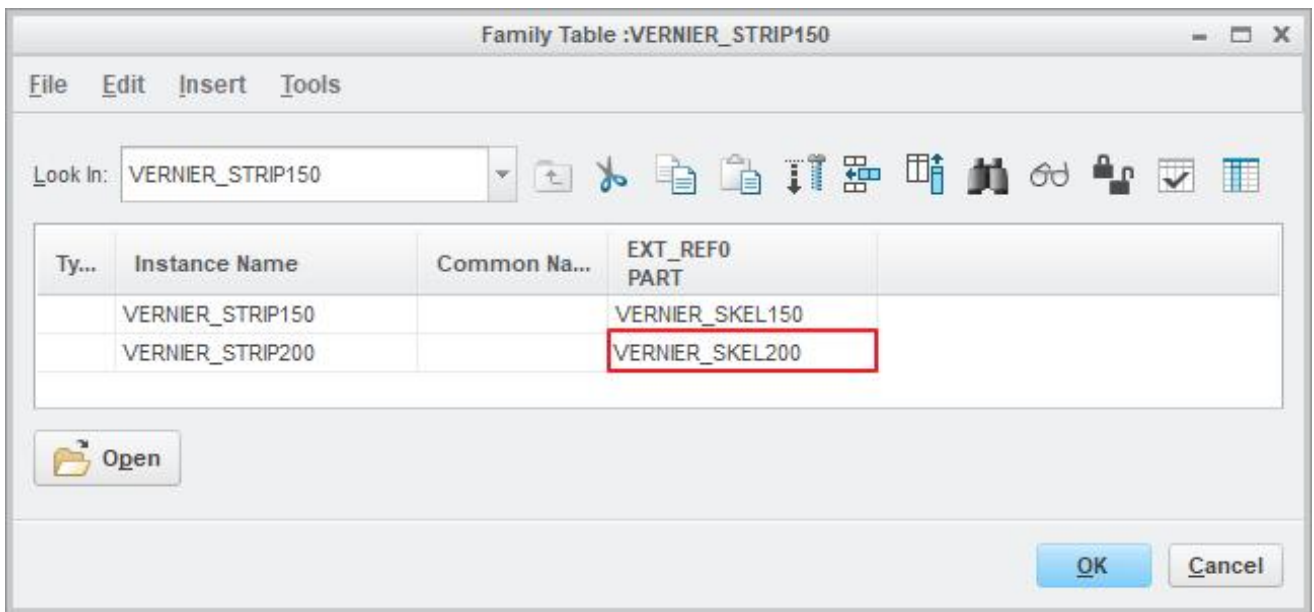 Family Table :VERNIER_STRIP150
File Edit Insert Tools
Look In: VERNIER_STRIP150
Ty... Instance Name Common Na... EXT_REF0
PART
VERNIER_STRIP150 VERNIER_SKEL150
VERNIER_STRIP200 VERNIER_SKEL200
Open
OK Cancel